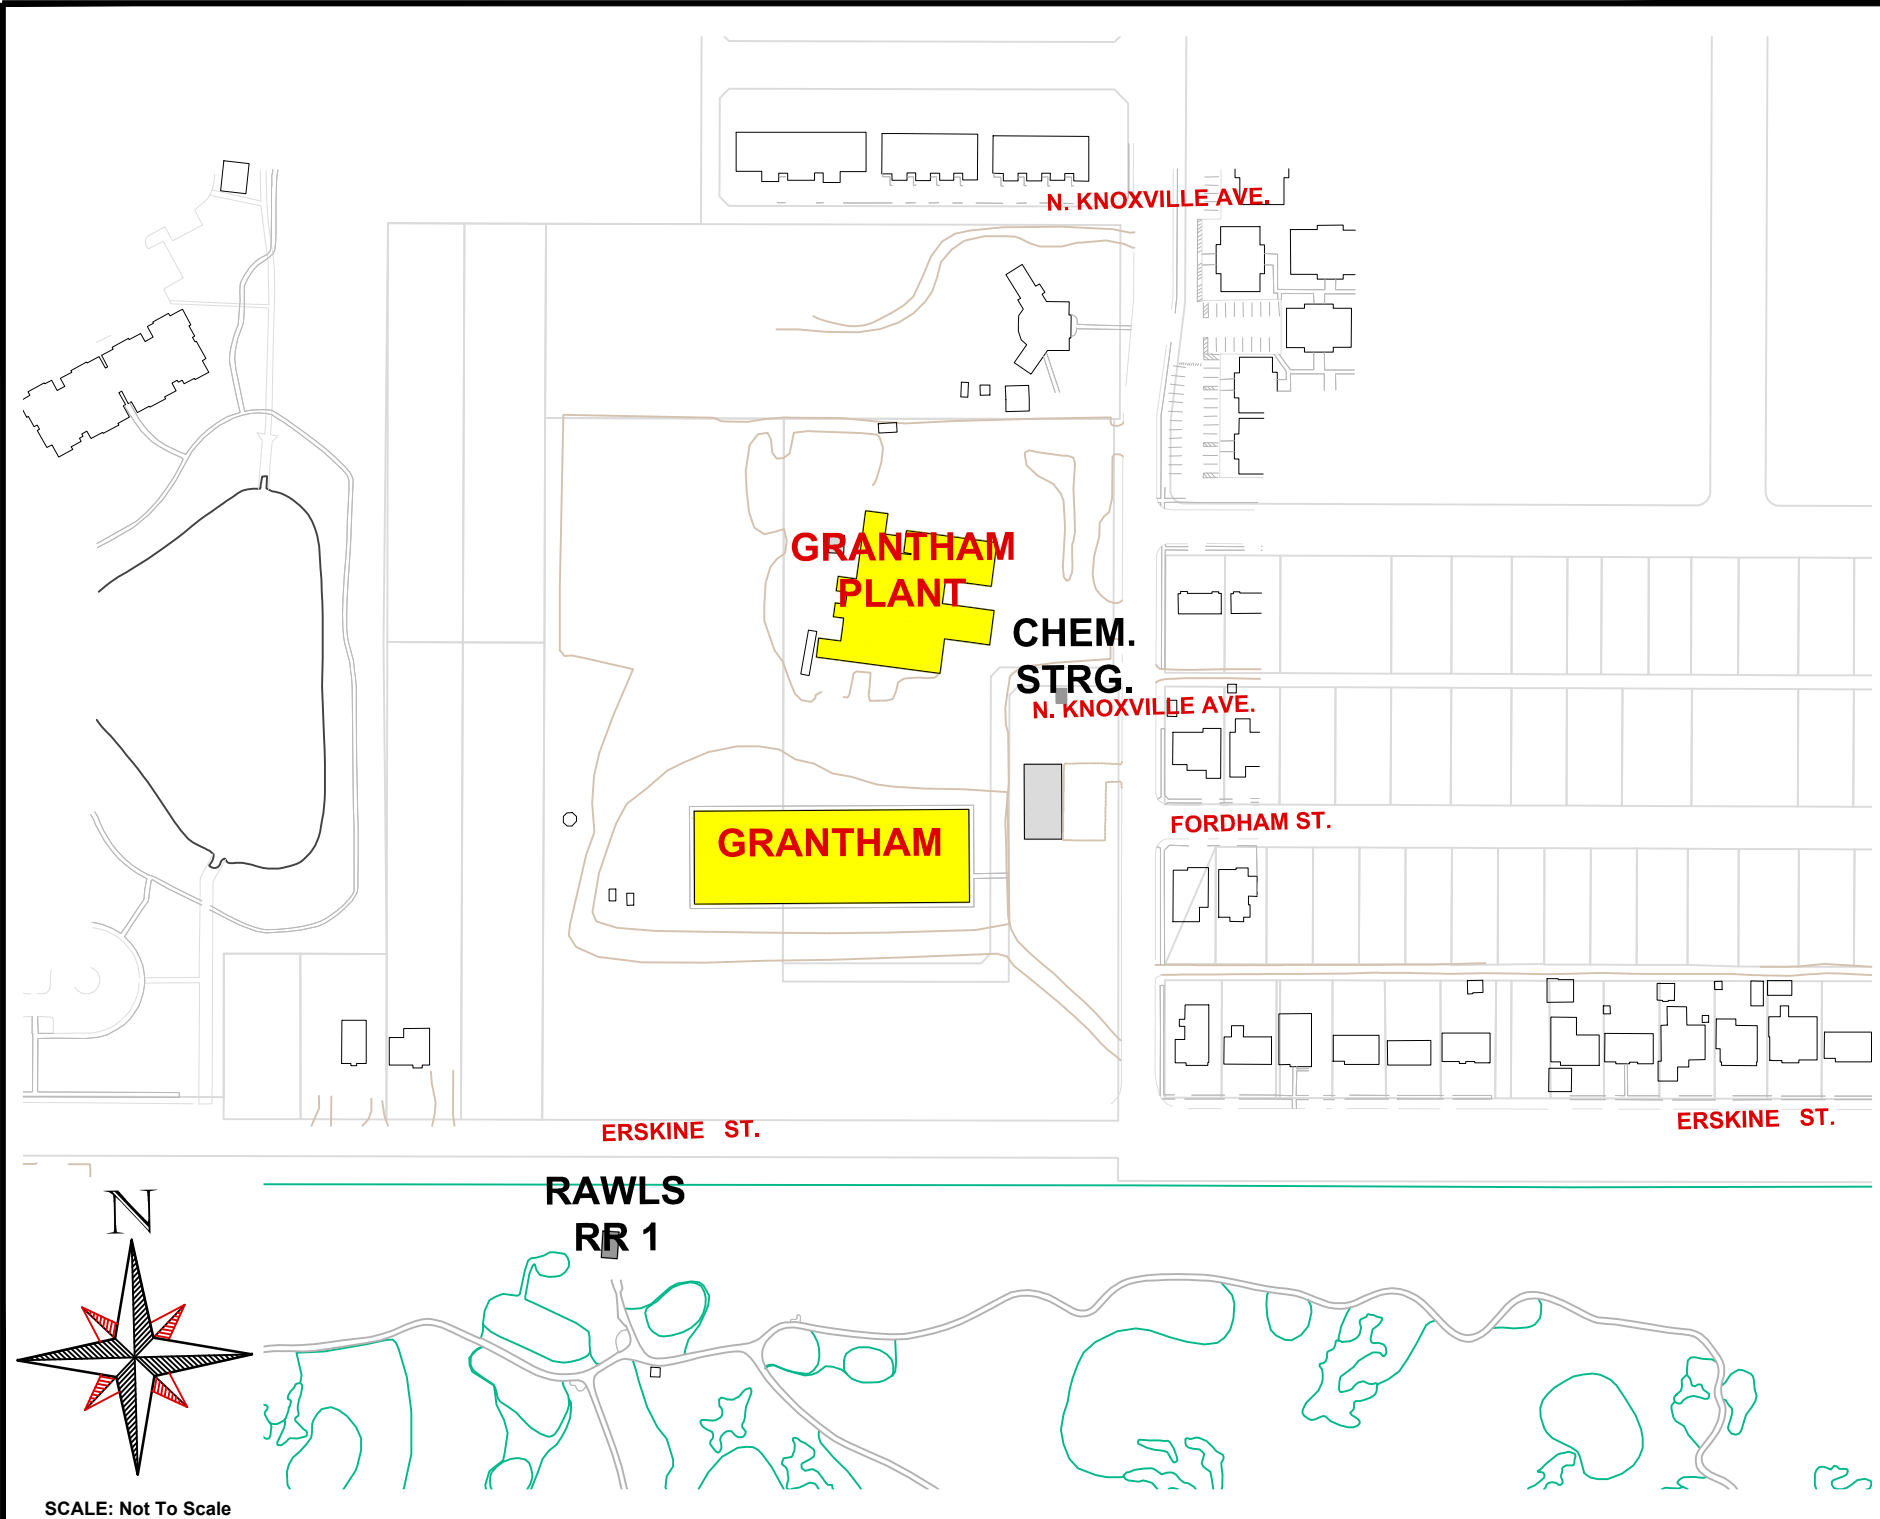 N. KNOXVILLE AVE.
GRANTHAM
PLANT
CHEM.
STRG.
N. KNOXVILLE AVE.
FORDHAM ST.
GRANTHAM
ERSKINE ST.
ERSKINE ST.
RAWLS
RR 1
N
SCALE: Not To Scale